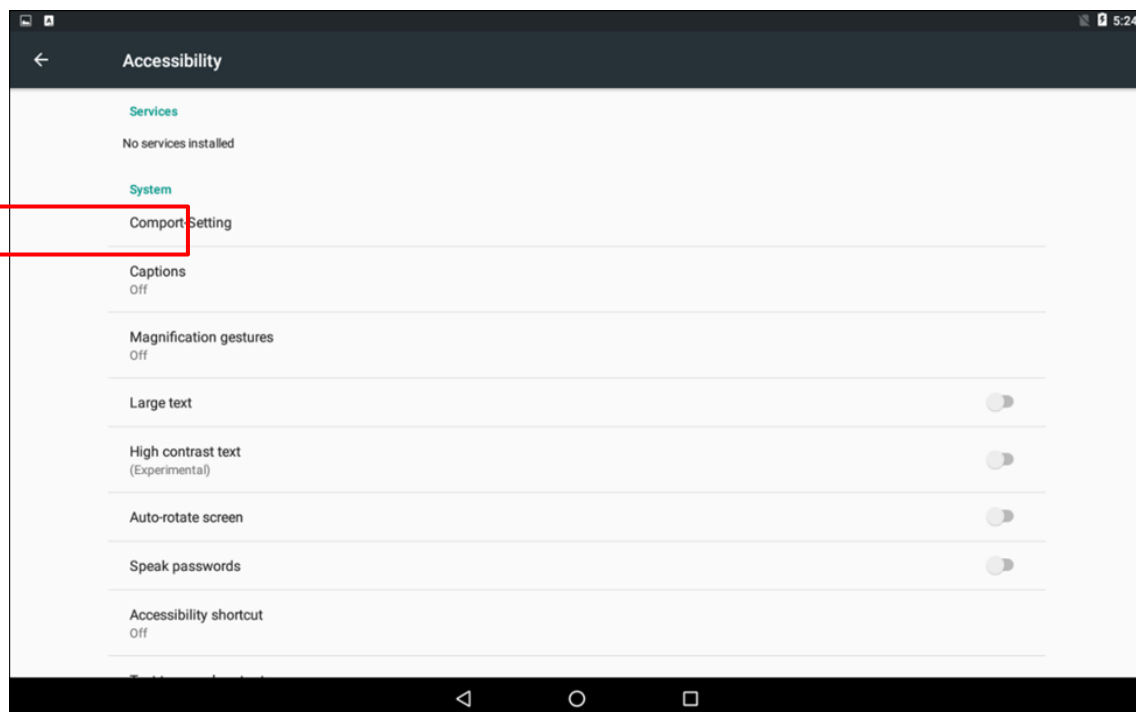 5:24
Accessibility
Services
No services installed
System
Comport-Setting
Captions
Off
Magnification gestures
Off
Large text
High contrast text
(Experimental)
Auto-rotate screen
Speak passwords
Accessibility shortcut
Off